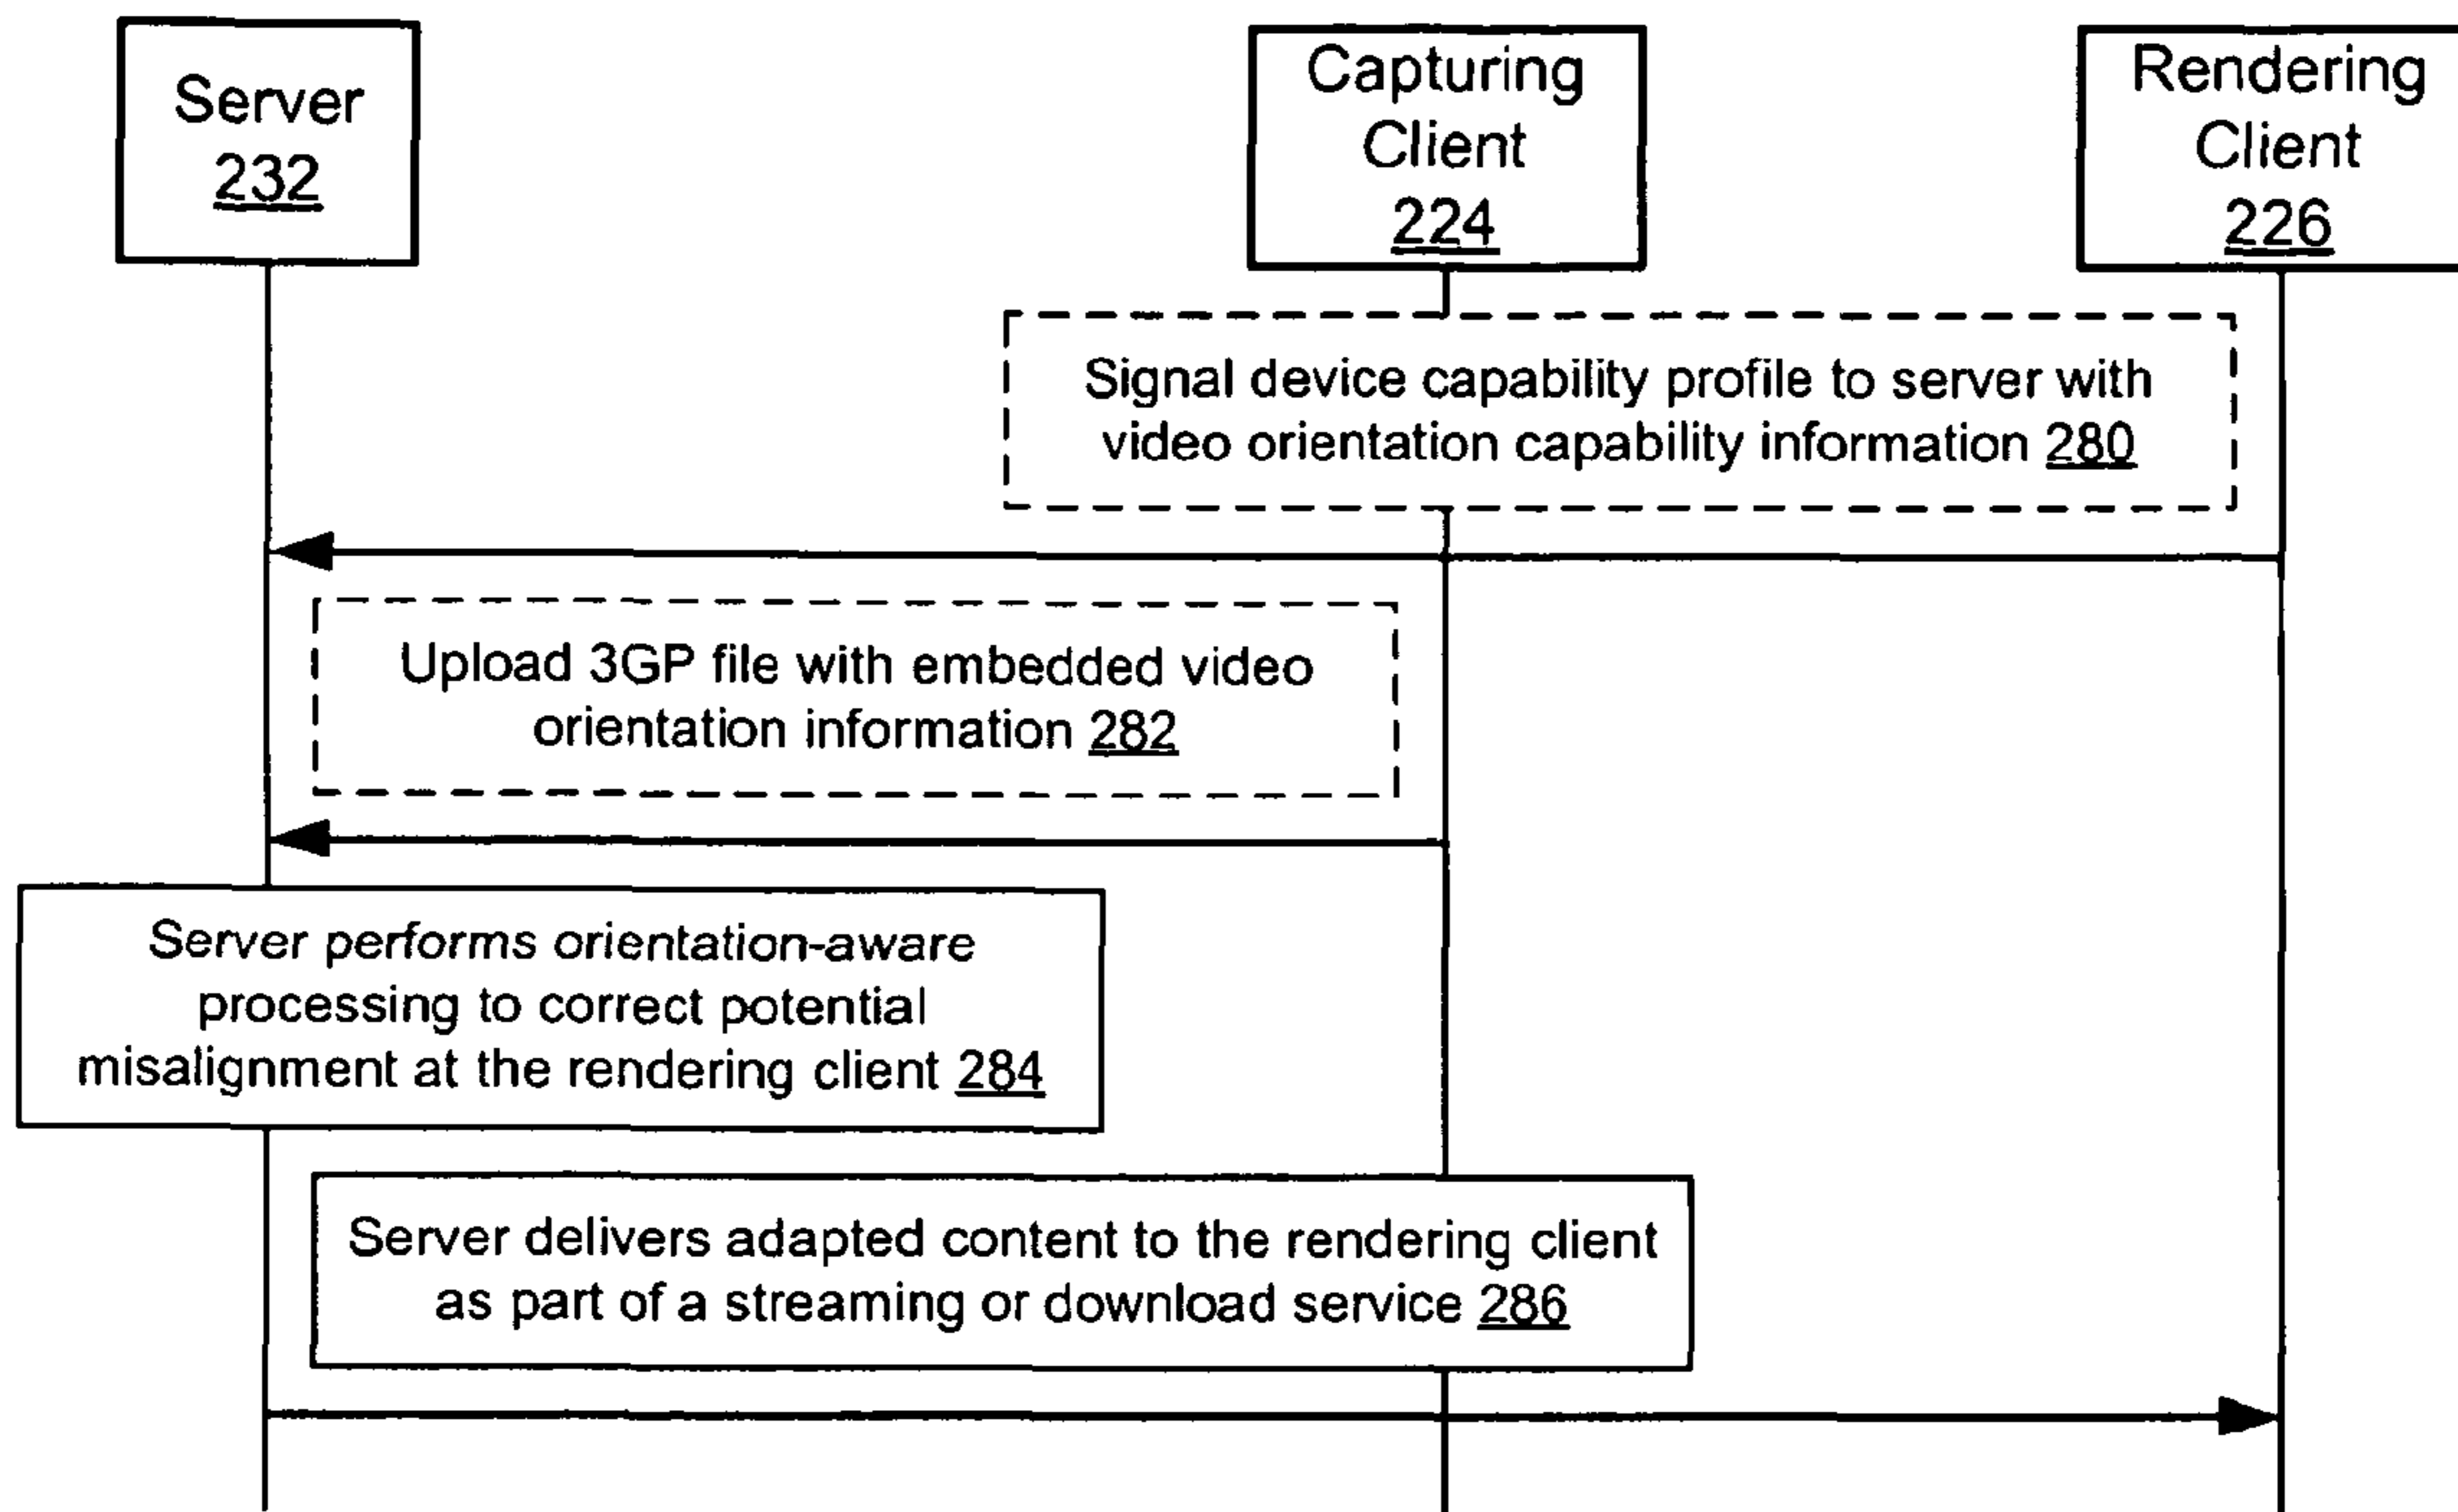 Server
232
Capturing
Client
224
Rendering
Client
226
Signal device capability profile to server with
video orientation capability information 280
Upload 3GP file with embedded video
orientation information 282
Server performs orientation-aware
processing to correct potential
misalignment at the rendering client 284
Server delivers adapted content to the rendering client
as part of a streaming or download service 286